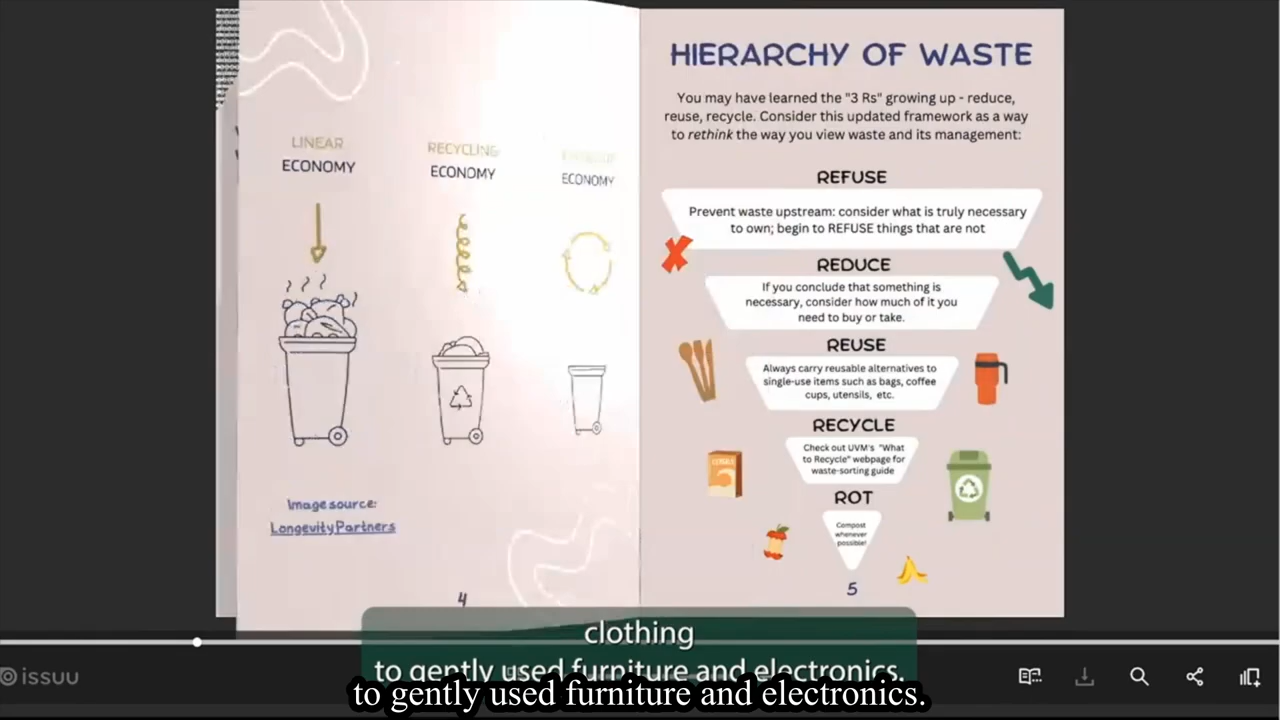 LINEAR
ECONOMY
RECYCLING
ECONOMY
ECONOMY
Image source:
LongevityPartners
4
HIERARCHY OF WASTE
You may have learned the "3 Rs" growing up - reduce,
reuse, recycle. Consider this updated framework as a way
to rethink the way you view waste and its management:
REFUSE
Prevent waste upstream: consider what is truly necessary
to own; begin to REFUSE things that are not
REDUCE
If you conclude that something is
necessary, consider how much of it you
need to buy or take.
REUSE
Always carry reusable alternatives to
single-use items such as bags, coffee
cups, utensils, etc.
RECYCLE
Check out UVM's "What
to Recycle" webpage for
waste-sorting guide
ROT
Compost
whenever
possible!
5
clothing
to gently used furniture and electronics.
to gently used furniture and electronics.
issuu